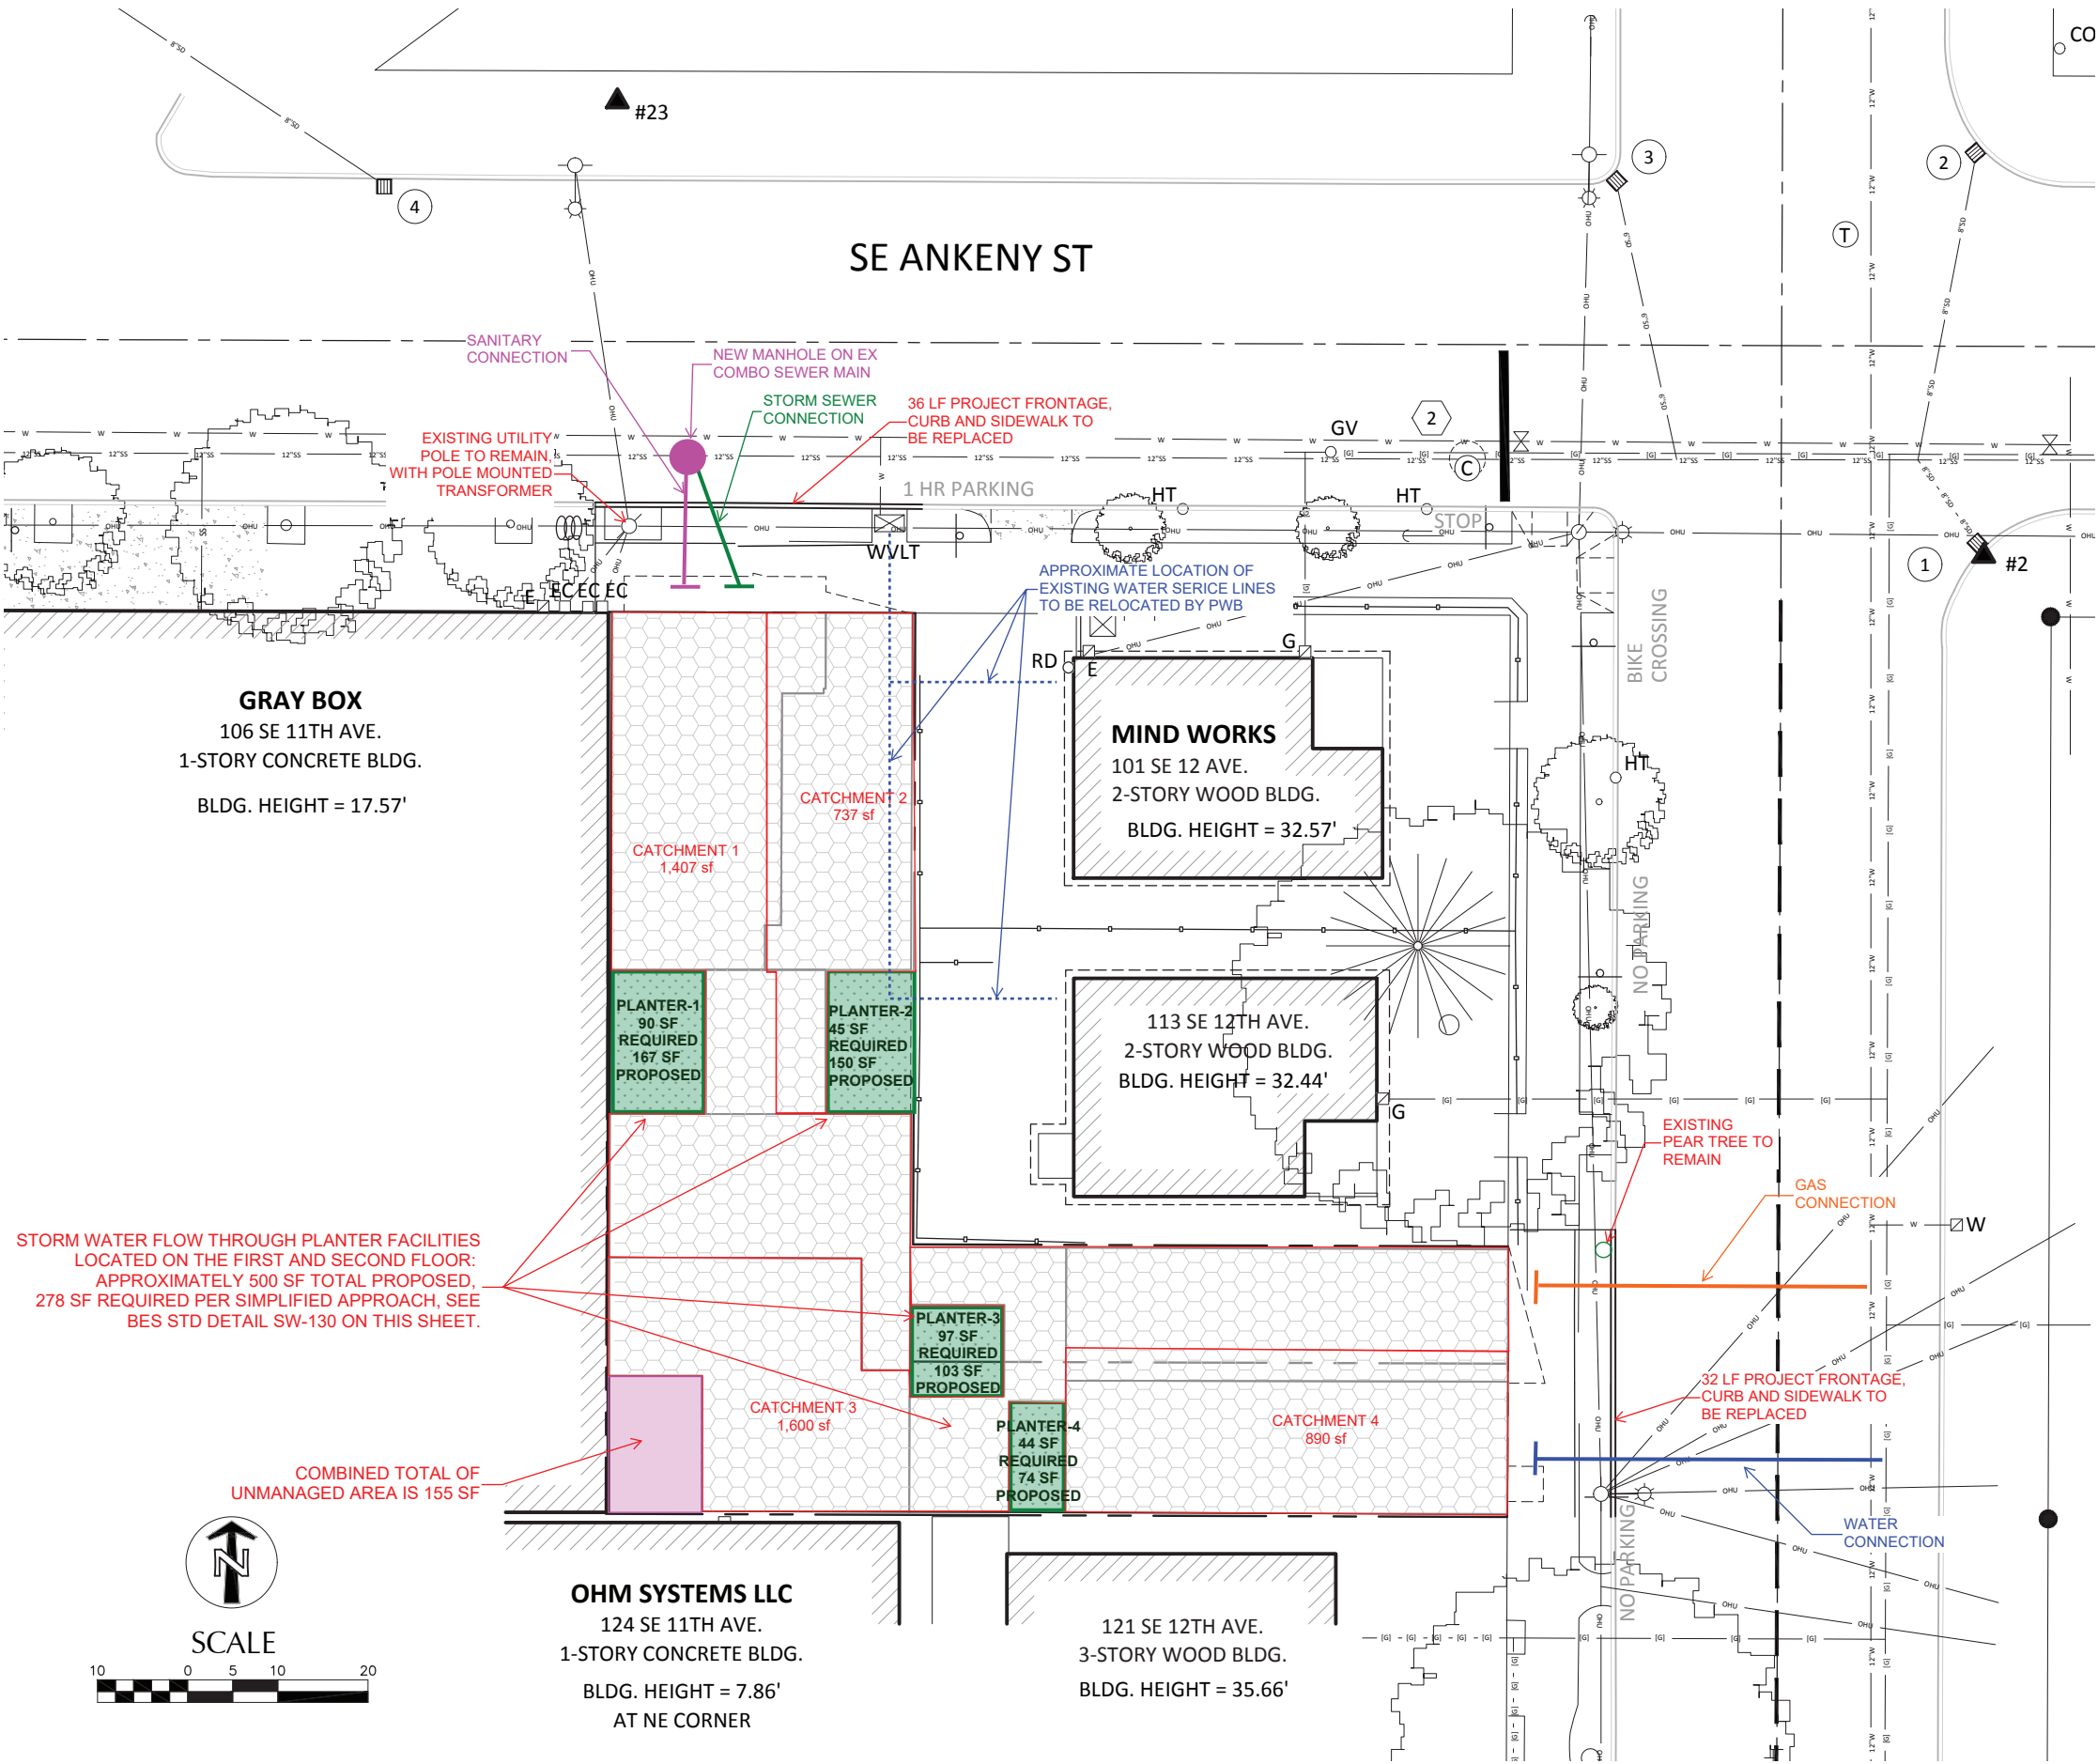 8"SD
8"SD
#23
4
3
2
CO
T
SE ANKENY ST
SANITARY
CONNECTION
NEW MANHOLE ON EX
COMBO SEWER MAIN
STORM SEWER
CONNECTION
36 LF PROJECT FRONTAGE,
CURB AND SIDEWALK TO
BE REPLACED
EXISTING UTILITY
POLE TO REMAIN,
WITH POLE MOUNTED
TRANSFORMER
2
GV
C
1 HR PARKING
HT
HT
STOP
WVLT
E
EC EC EC
1
#2
APPROXIMATE LOCATION OF
EXISTING WATER SERICE LINES
TO BE RELOCATED BY PWB
BIKE
CROSSING
RD
E
G
GRAY BOX
106 SE 11TH AVE.
1-STORY CONCRETE BLDG.
BLDG. HEIGHT = 17.57'
MIND WORKS
101 SE 12 AVE.
2-STORY WOOD BLDG.
BLDG. HEIGHT = 32.57'
HT
CATCHMENT 2
737 sf
CATCHMENT 1
1,407 sf
NO PARKING
PLANTER-1
90 SF
REQUIRED
167 SF
PROPOSED
PLANTER-2
45 SF
REQUIRED
150 SF
PROPOSED
113 SE 12TH AVE.
2-STORY WOOD BLDG.
BLDG. HEIGHT = 32.44'
G
EXISTING
PEAR TREE TO
REMAIN
GAS
CONNECTION
W
STORM WATER FLOW THROUGH PLANTER FACILITIES
LOCATED ON THE FIRST AND SECOND FLOOR:
APPROXIMATELY 500 SF TOTAL PROPOSED,
278 SF REQUIRED PER SIMPLIFIED APPROACH, SEE
BES STD DETAIL SW-130 ON THIS SHEET.
PLANTER-3
97 SF
REQUIRED
103 SF
PROPOSED
CATCHMENT 3
1,600 sf
PLANTER-4
44 SF
REQUIRED
74 SF
PROPOSED
CATCHMENT 4
890 sf
32 LF PROJECT FRONTAGE,
CURB AND SIDEWALK TO
BE REPLACED
COMBINED TOTAL OF
UNMANAGED AREA IS 155 SF
WATER
CONNECTION
NO PARKING
N
SCALE
10 0 5 10 20
OHM SYSTEMS LLC
124 SE 11TH AVE.
1-STORY CONCRETE BLDG.
BLDG. HEIGHT = 7.86'
AT NE CORNER
121 SE 12TH AVE.
3-STORY WOOD BLDG.
BLDG. HEIGHT = 35.66'